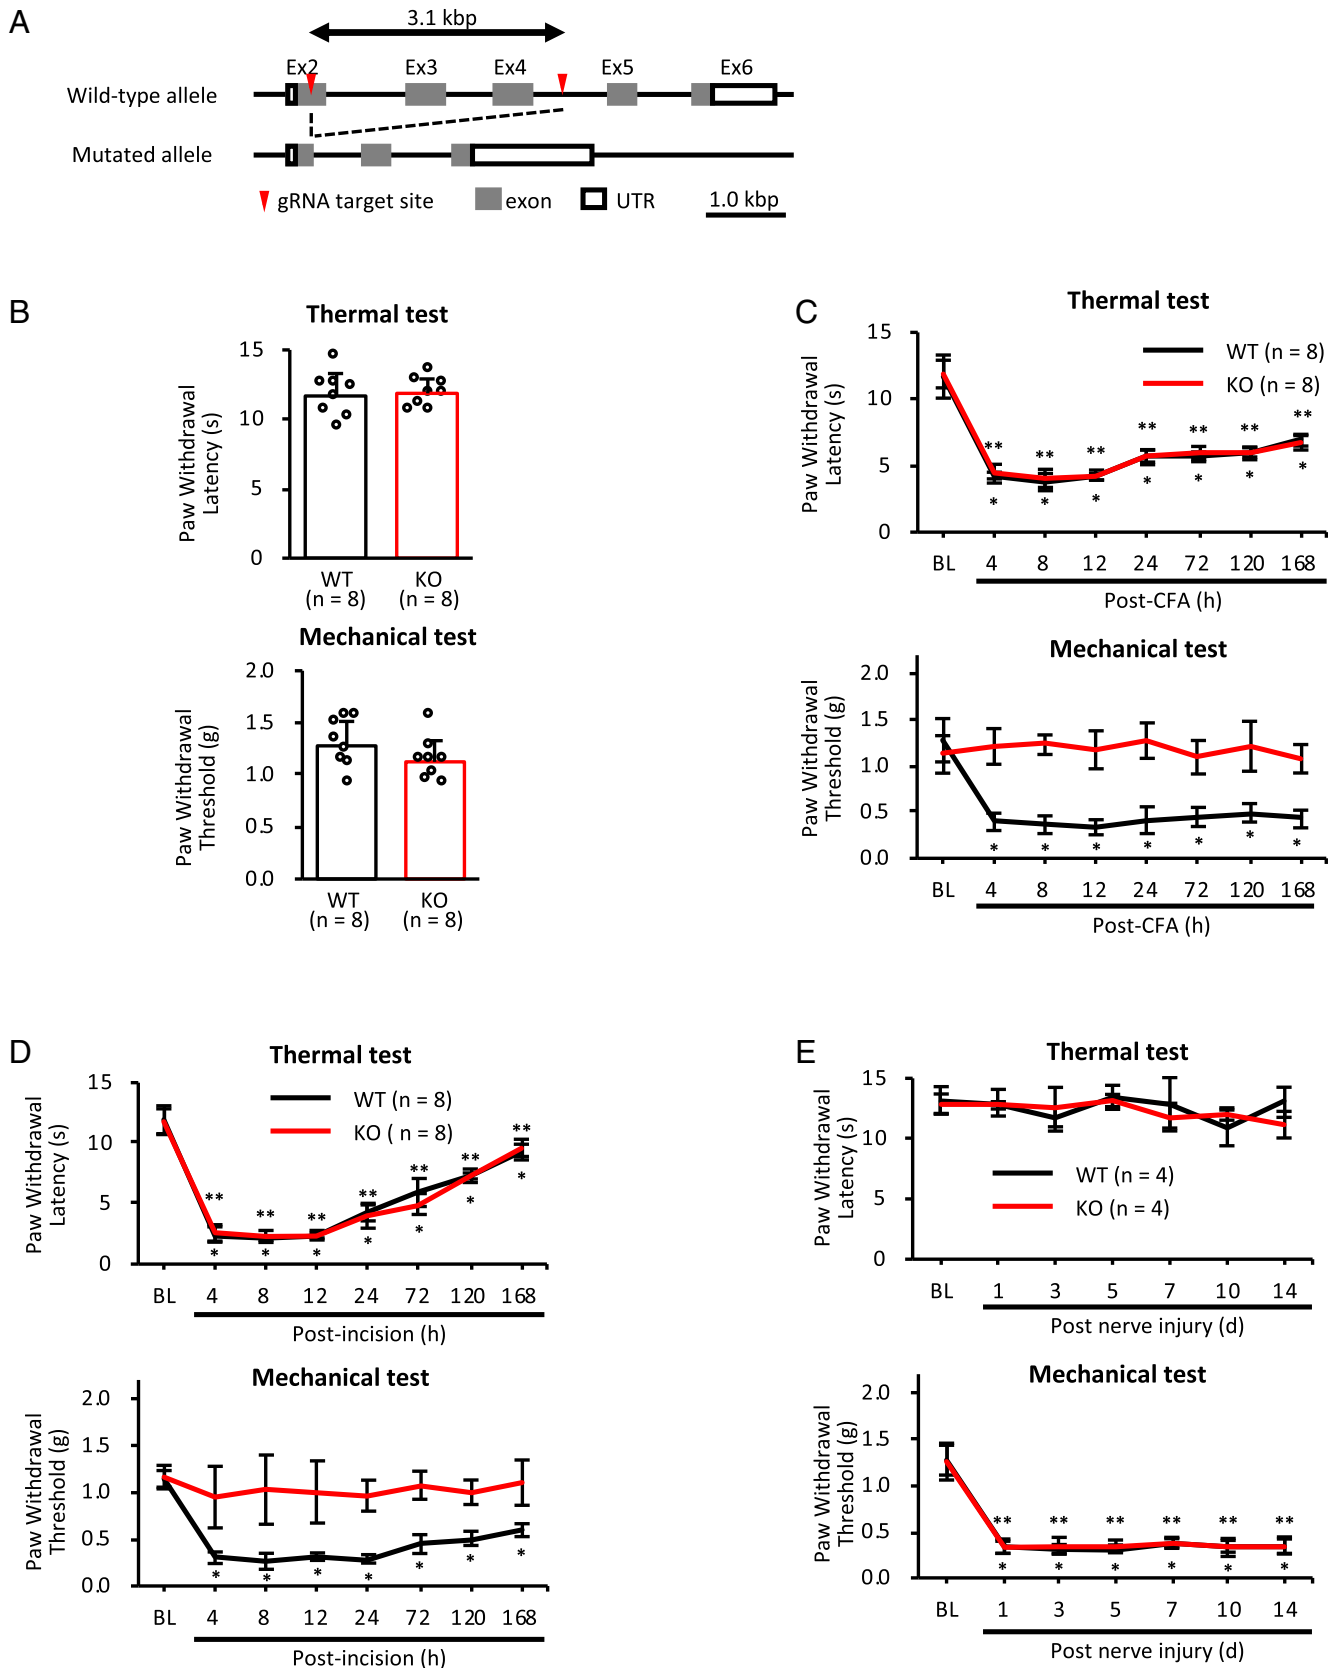 A
3.1 kbp
Ex2 Ex3 Ex4 Ex5 Ex6
Wild-type allele
Mutated allele
gRNA target site exon UTR 1.0 kbp
B
Thermal test
Paw Withdrawal
Latency (s)
15
10
5
0
WT KO
(n = 8) (n = 8)
Mechanical test
Paw Withdrawal
Threshold (g)
2.0
1.5
1.0
0.5
0.0
WT KO
(n = 8) (n = 8)
C
Thermal test
Paw Withdrawal
Latency (s)
15
10
5
0
WT (n = 8)
KO (n = 8)
** ** ** ** ** ** **
* * * * * * *
BL 4 8 12 24 72 120 168
Post-CFA (h)
Mechanical test
Paw Withdrawal
Threshold (g)
2.0
1.5
1.0
0.5
0.0
* * * * * * *
BL 4 8 12 24 72 120 168
Post-CFA (h)
D
Thermal test
Paw Withdrawal
Latency (s)
15
10
5
0
WT (n = 8)
KO ( n = 8)
** ** ** ** ** ** **
* * * * * * *
BL 4 8 12 24 72 120 168
Post-incision (h)
Mechanical test
Paw Withdrawal
Threshold (g)
2.0
1.5
1.0
0.5
0.0
* * * * * * *
BL 4 8 12 24 72 120 168
Post-incision (h)
E
Thermal test
Paw Withdrawal
Latency (s)
15
10
5
0
WT (n = 4)
KO (n = 4)
BL 1 3 5 7 10 14
Post nerve injury (d)
Mechanical test
Paw Withdrawal
Threshold (g)
2.0
1.5
1.0
0.5
0.0
** ** ** ** ** **
* * * * * *
BL 1 3 5 7 10 14
Post nerve injury (d)